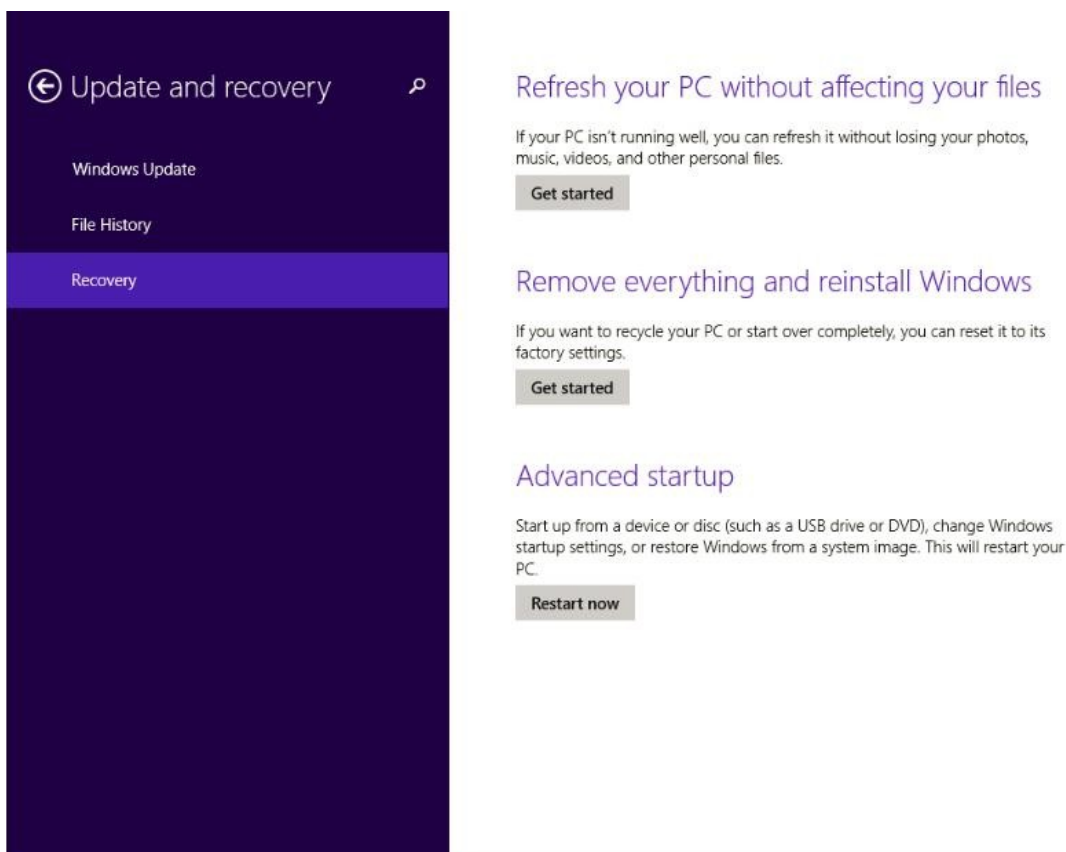 Update and recovery
Windows Update
File History
Recovery
Refresh your PC without affecting your files
If your PC isn't running well, you can refresh it without losing your photos,
music, videos, and other personal files.
Get started
Remove everything and reinstall Windows
If you want to recycle your PC or start over completely, you can reset it to its
factory settings.
Get started
Advanced startup
Start up from a device or disc (such as a USB drive or DVD), change Windows
startup settings, or restore Windows from a system image. This will restart your
PC.
Restart now